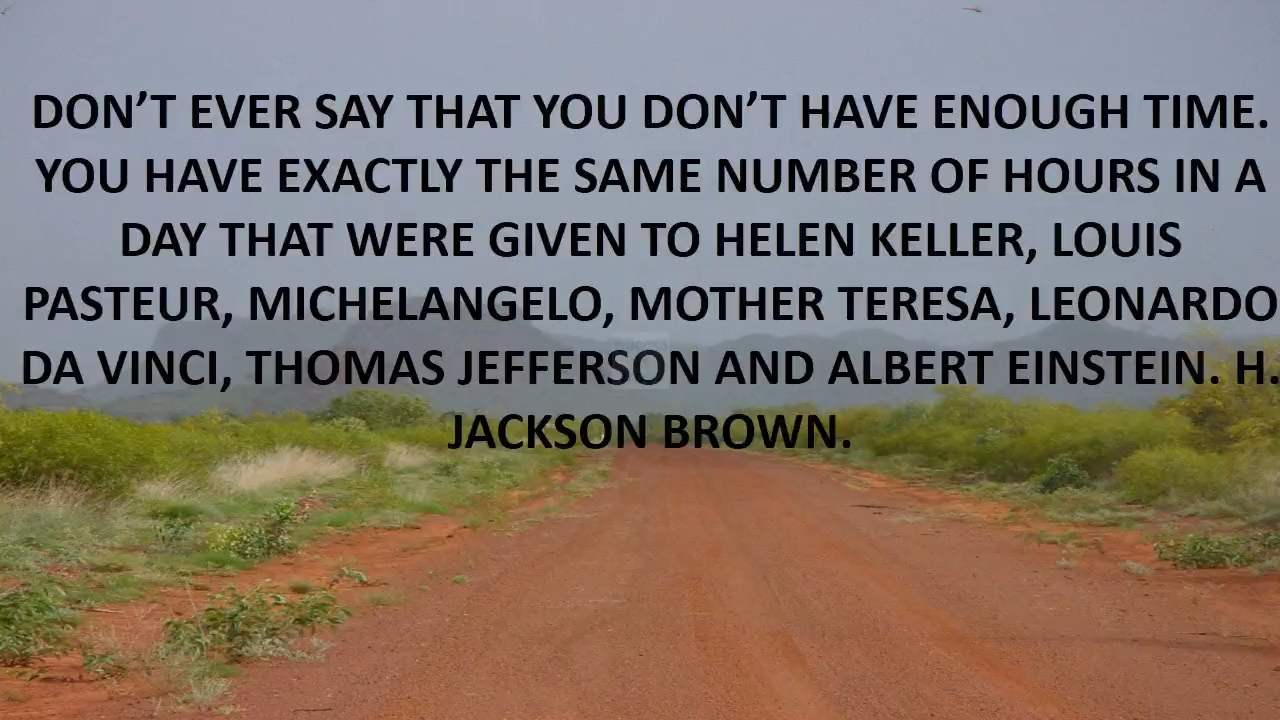 DON’T EVER SAY THAT YOU DON’T HAVE ENOUGH TIME.
YOU HAVE EXACTLY THE SAME NUMBER OF HOURS IN A
DAY THAT WERE GIVEN TO HELEN KELLER, LOUIS
PASTEUR, MICHELANGELO, MOTHER TERESA, LEONARDO
DA VINCI, THOMAS JEFFERSON AND ALBERT EINSTEIN. H.
JACKSON BROWN.